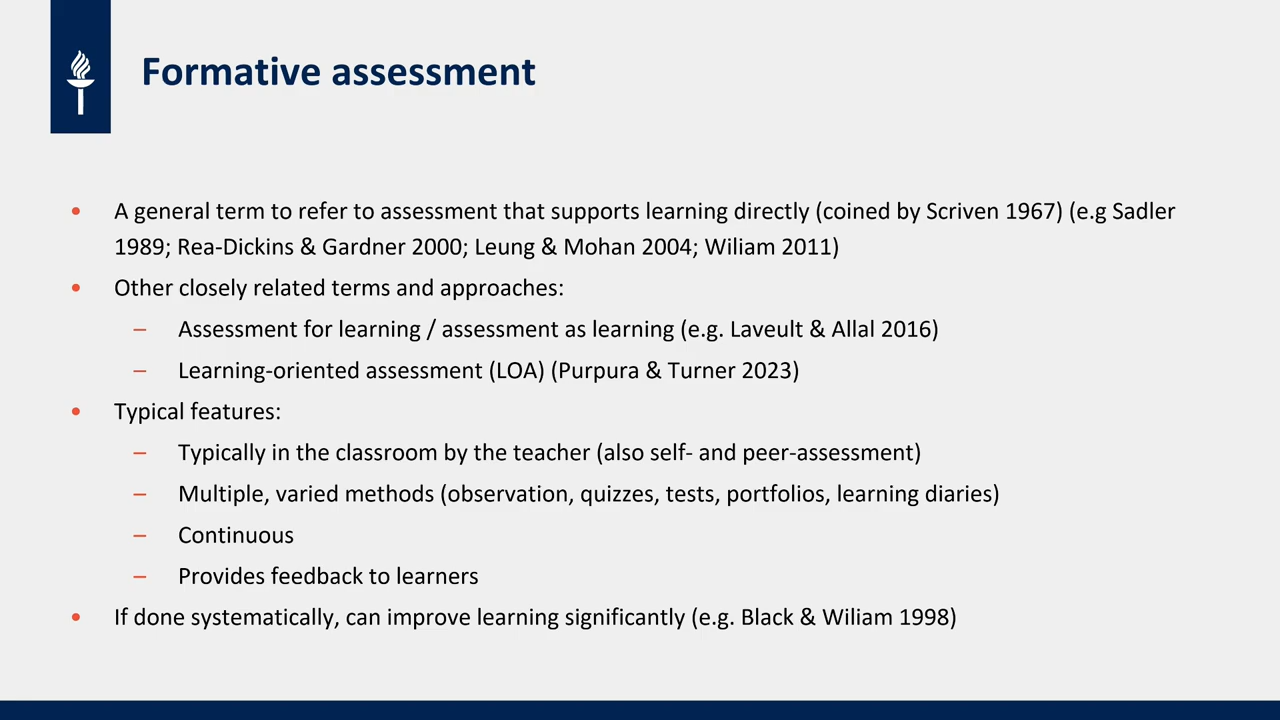 Formative assessment
• A general term to refer to assessment that supports learning directly (coined by Scriven 1967) (e.g Sadler
1989; Rea-Dickins & Gardner 2000; Leung & Mohan 2004; Wiliam 2011)
• Other closely related terms and approaches:
– Assessment for learning / assessment as learning (e.g. Laveult & Allal 2016)
– Learning-oriented assessment (LOA) (Purpura & Turner 2023)
• Typical features:
– Typically in the classroom by the teacher (also self- and peer-assessment)
– Multiple, varied methods (observation, quizzes, tests, portfolios, learning diaries)
– Continuous
– Provides feedback to learners
• If done systematically, can improve learning significantly (e.g. Black & Wiliam 1998)